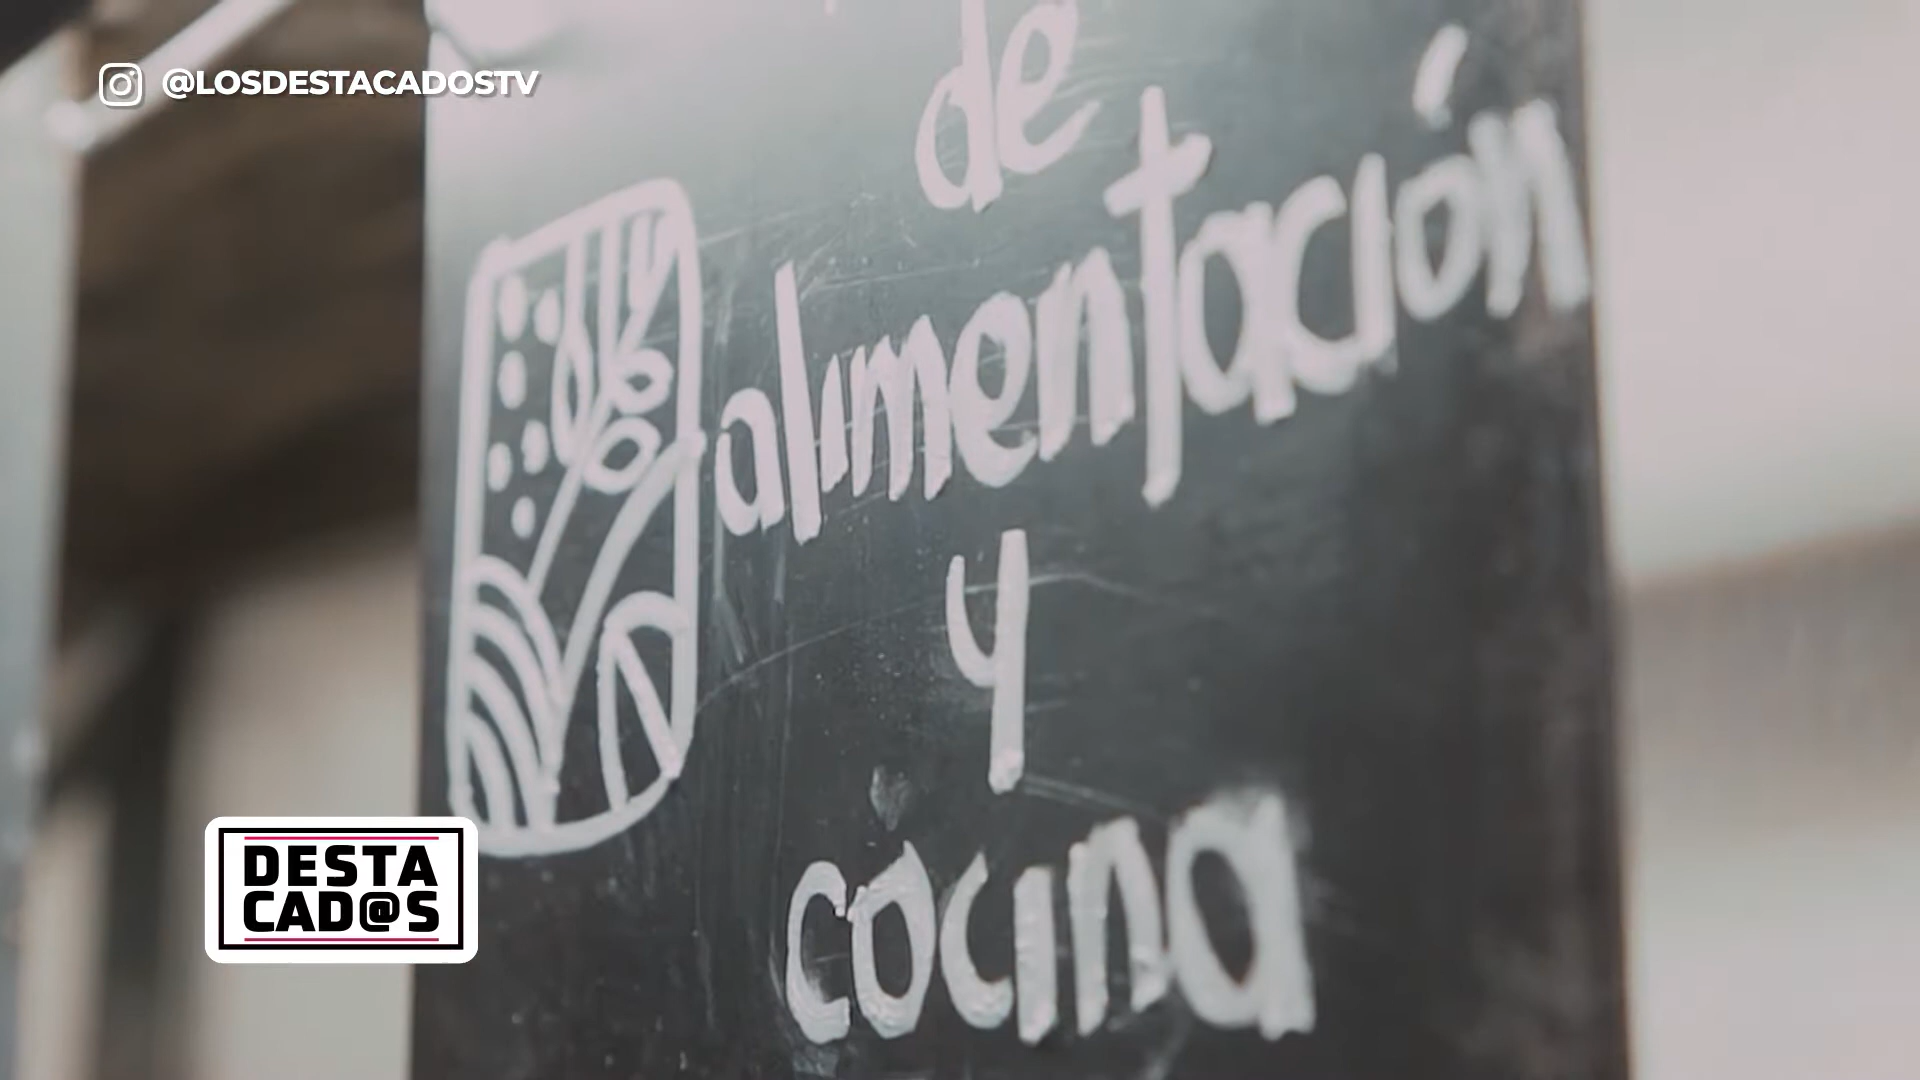 @LOSDESTACADOSTV
de
alimentación
y
cocina
DESTA
CAD@S